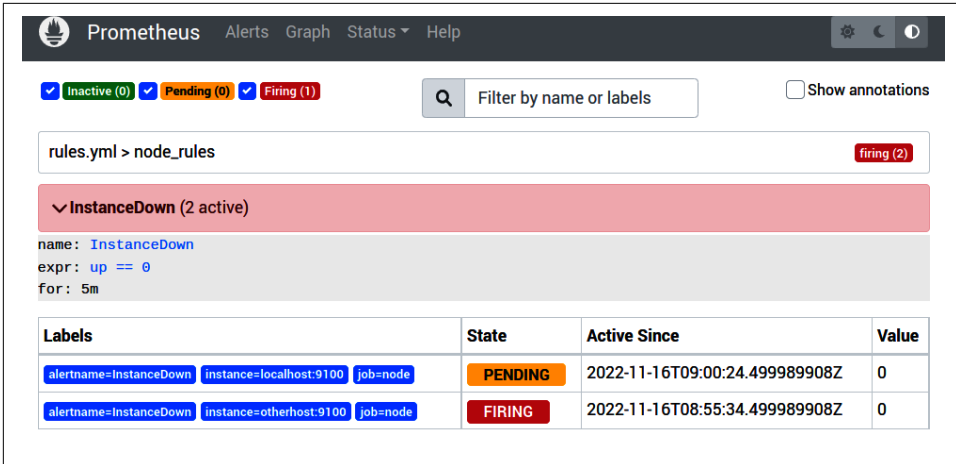 Prometheus Alerts Graph Status Help
Inactive (0) Pending (0) Firing (1) Filter by name or labels Show annotations
rules.yml > node_rules firing (2)
InstanceDown (2 active)
name: InstanceDown
expr: up == 0
for: 5m
Labels State Active Since Value
alertname=InstanceDown instance=localhost:9100 job=node PENDING 2022-11-16T09:00:24.499989908Z 0
alertname=InstanceDown instance=otherhost:9100 job=node FIRING 2022-11-16T08:55:34.499989908Z 0